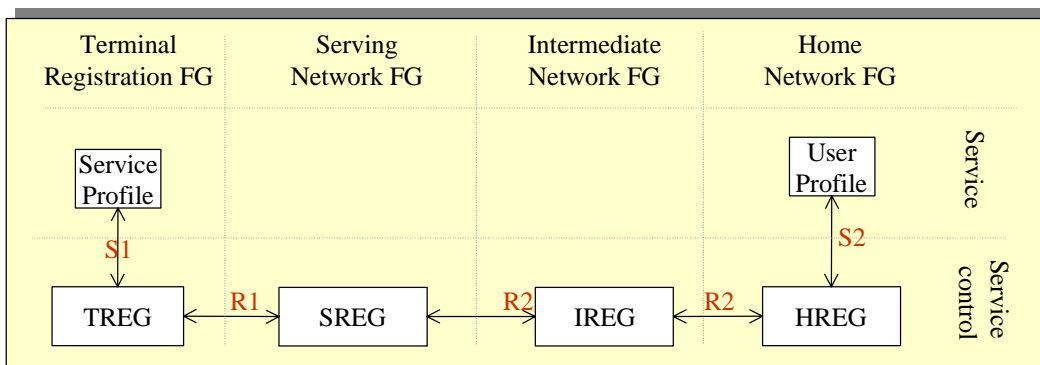 Terminal
Registration FG
Serving
Network FG
Intermediate
Network FG
Home
Network FG
Service
Profile
User
Profile
Service
S1
S2
TREG
R1
SREG
R2
IREG
R2
HREG
Service
control